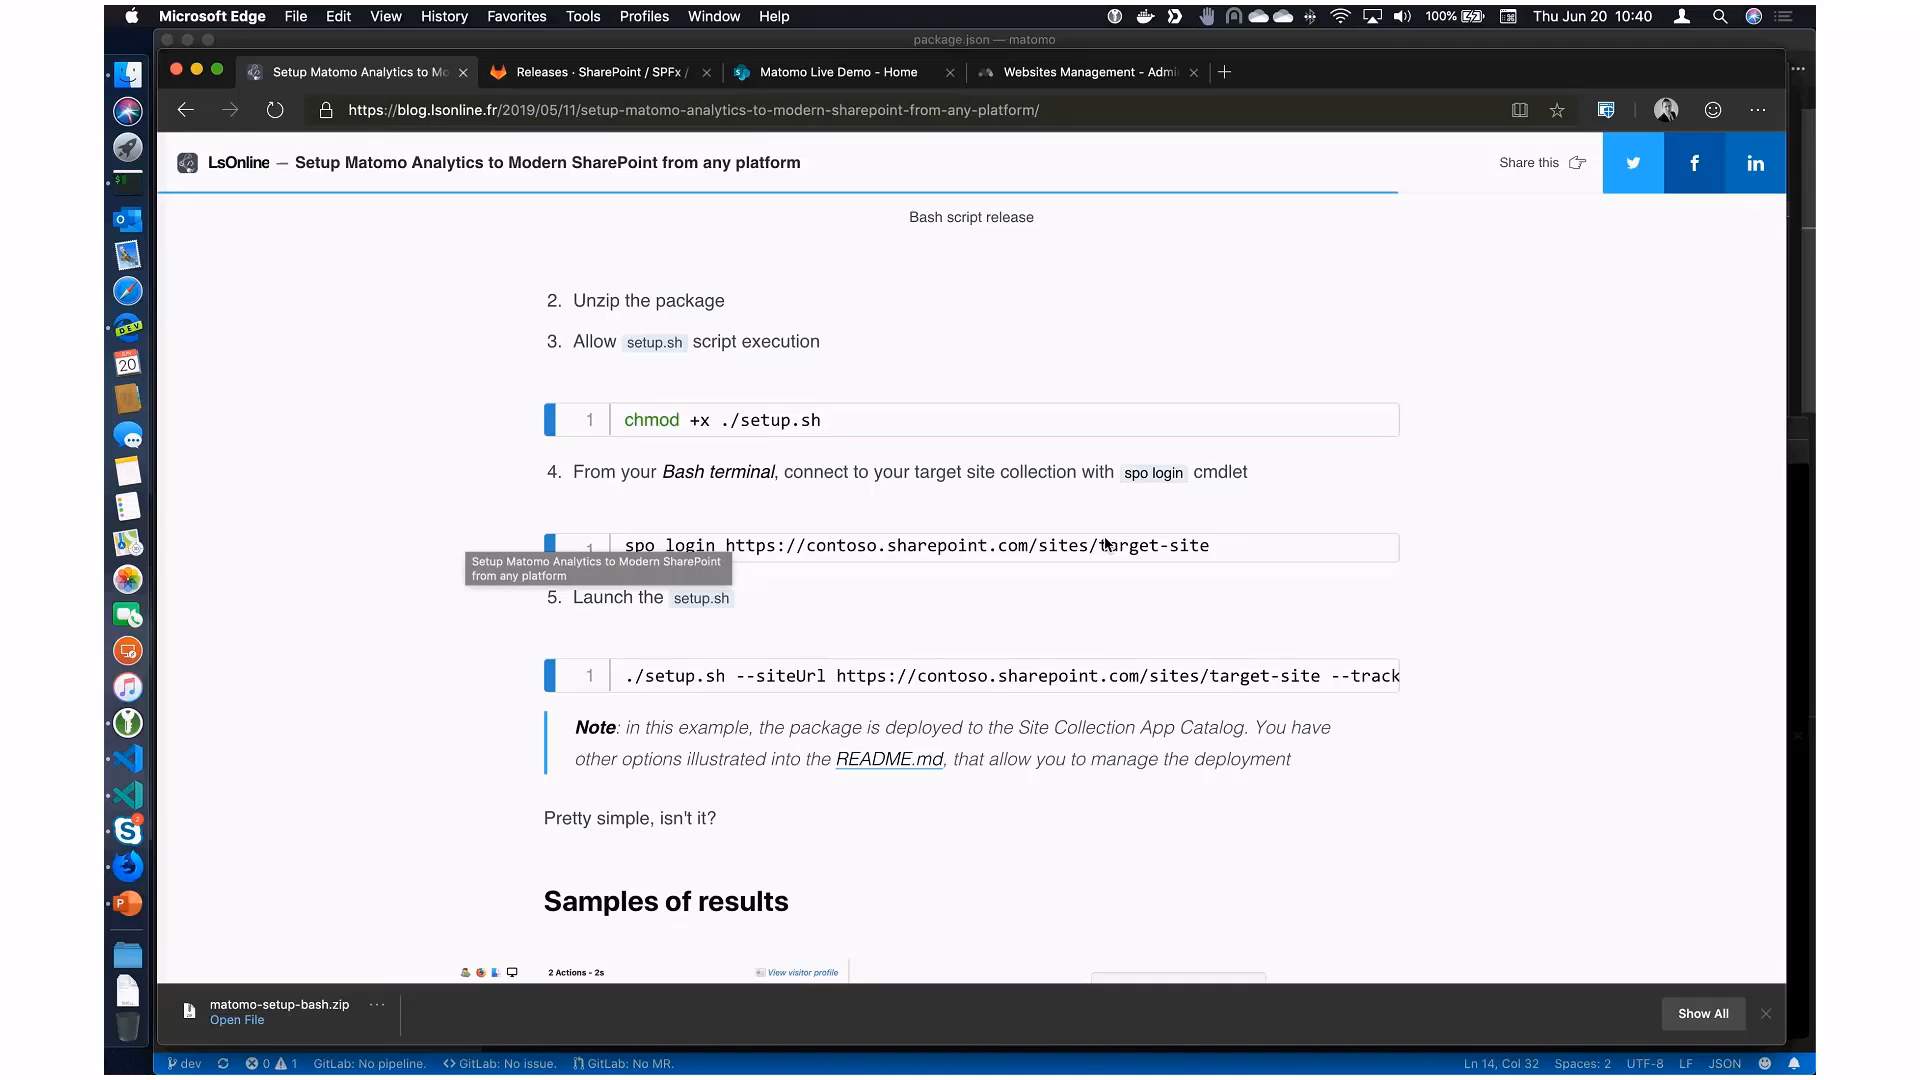 Microsoft Edge File Edit View History Favorites Tools Profiles Window Help 100% Thu Jun 20 10:40
package.json — matomo
Setup Matomo Analytics to Mo Releases · SharePoint / SPFx / Matomo Live Demo - Home Websites Management - Admi
https://blog.lsonline.fr/2019/05/11/setup-matomo-analytics-to-modern-sharepoint-from-any-platform/
LsOnline — Setup Matomo Analytics to Modern SharePoint from any platform Share this
Bash script release
2. Unzip the package
3. Allow setup.sh script execution
1 chmod +x ./setup.sh
4. From your Bash terminal, connect to your target site collection with spo login cmdlet
1 spo login https://contoso.sharepoint.com/sites/target-site
Setup Matomo Analytics to Modern SharePoint
from any platform
5. Launch the setup.sh
1 ./setup.sh --siteUrl https://contoso.sharepoint.com/sites/target-site --track
Note: in this example, the package is deployed to the Site Collection App Catalog. You have
other options illustrated into the README.md, that allow you to manage the deployment
Pretty simple, isn't it?
Samples of results
2 Actions - 2s View visitor profile
matomo-setup-bash.zip
Open File
Show All
dev 0 1 GitLab: No pipeline. GitLab: No issue. GitLab: No MR. Ln 14, Col 32 Spaces: 2 UTF-8 LF JSON